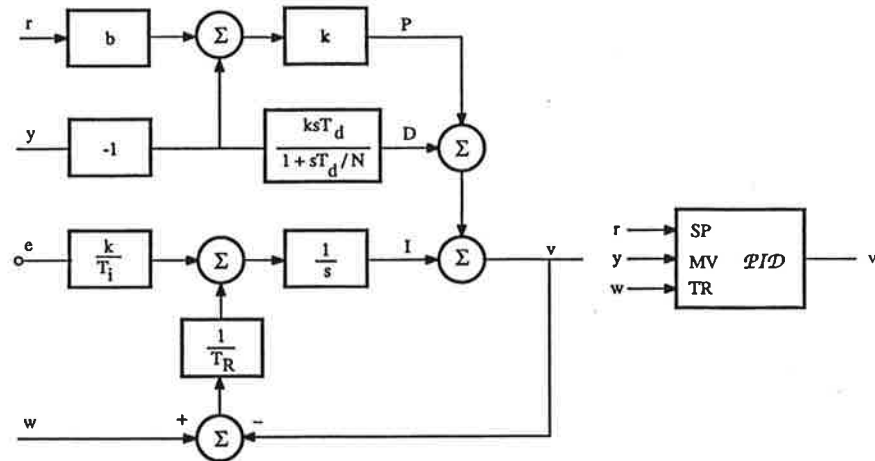 r
b
Σ
k
P
y
-1
ksT_d
1 + sT_d/N
D
Σ
e
k
T_i
Σ
1
s
I
Σ
v
1
T_R
w
+
Σ
−
r
SP
y
MV
PID
w
TR
v